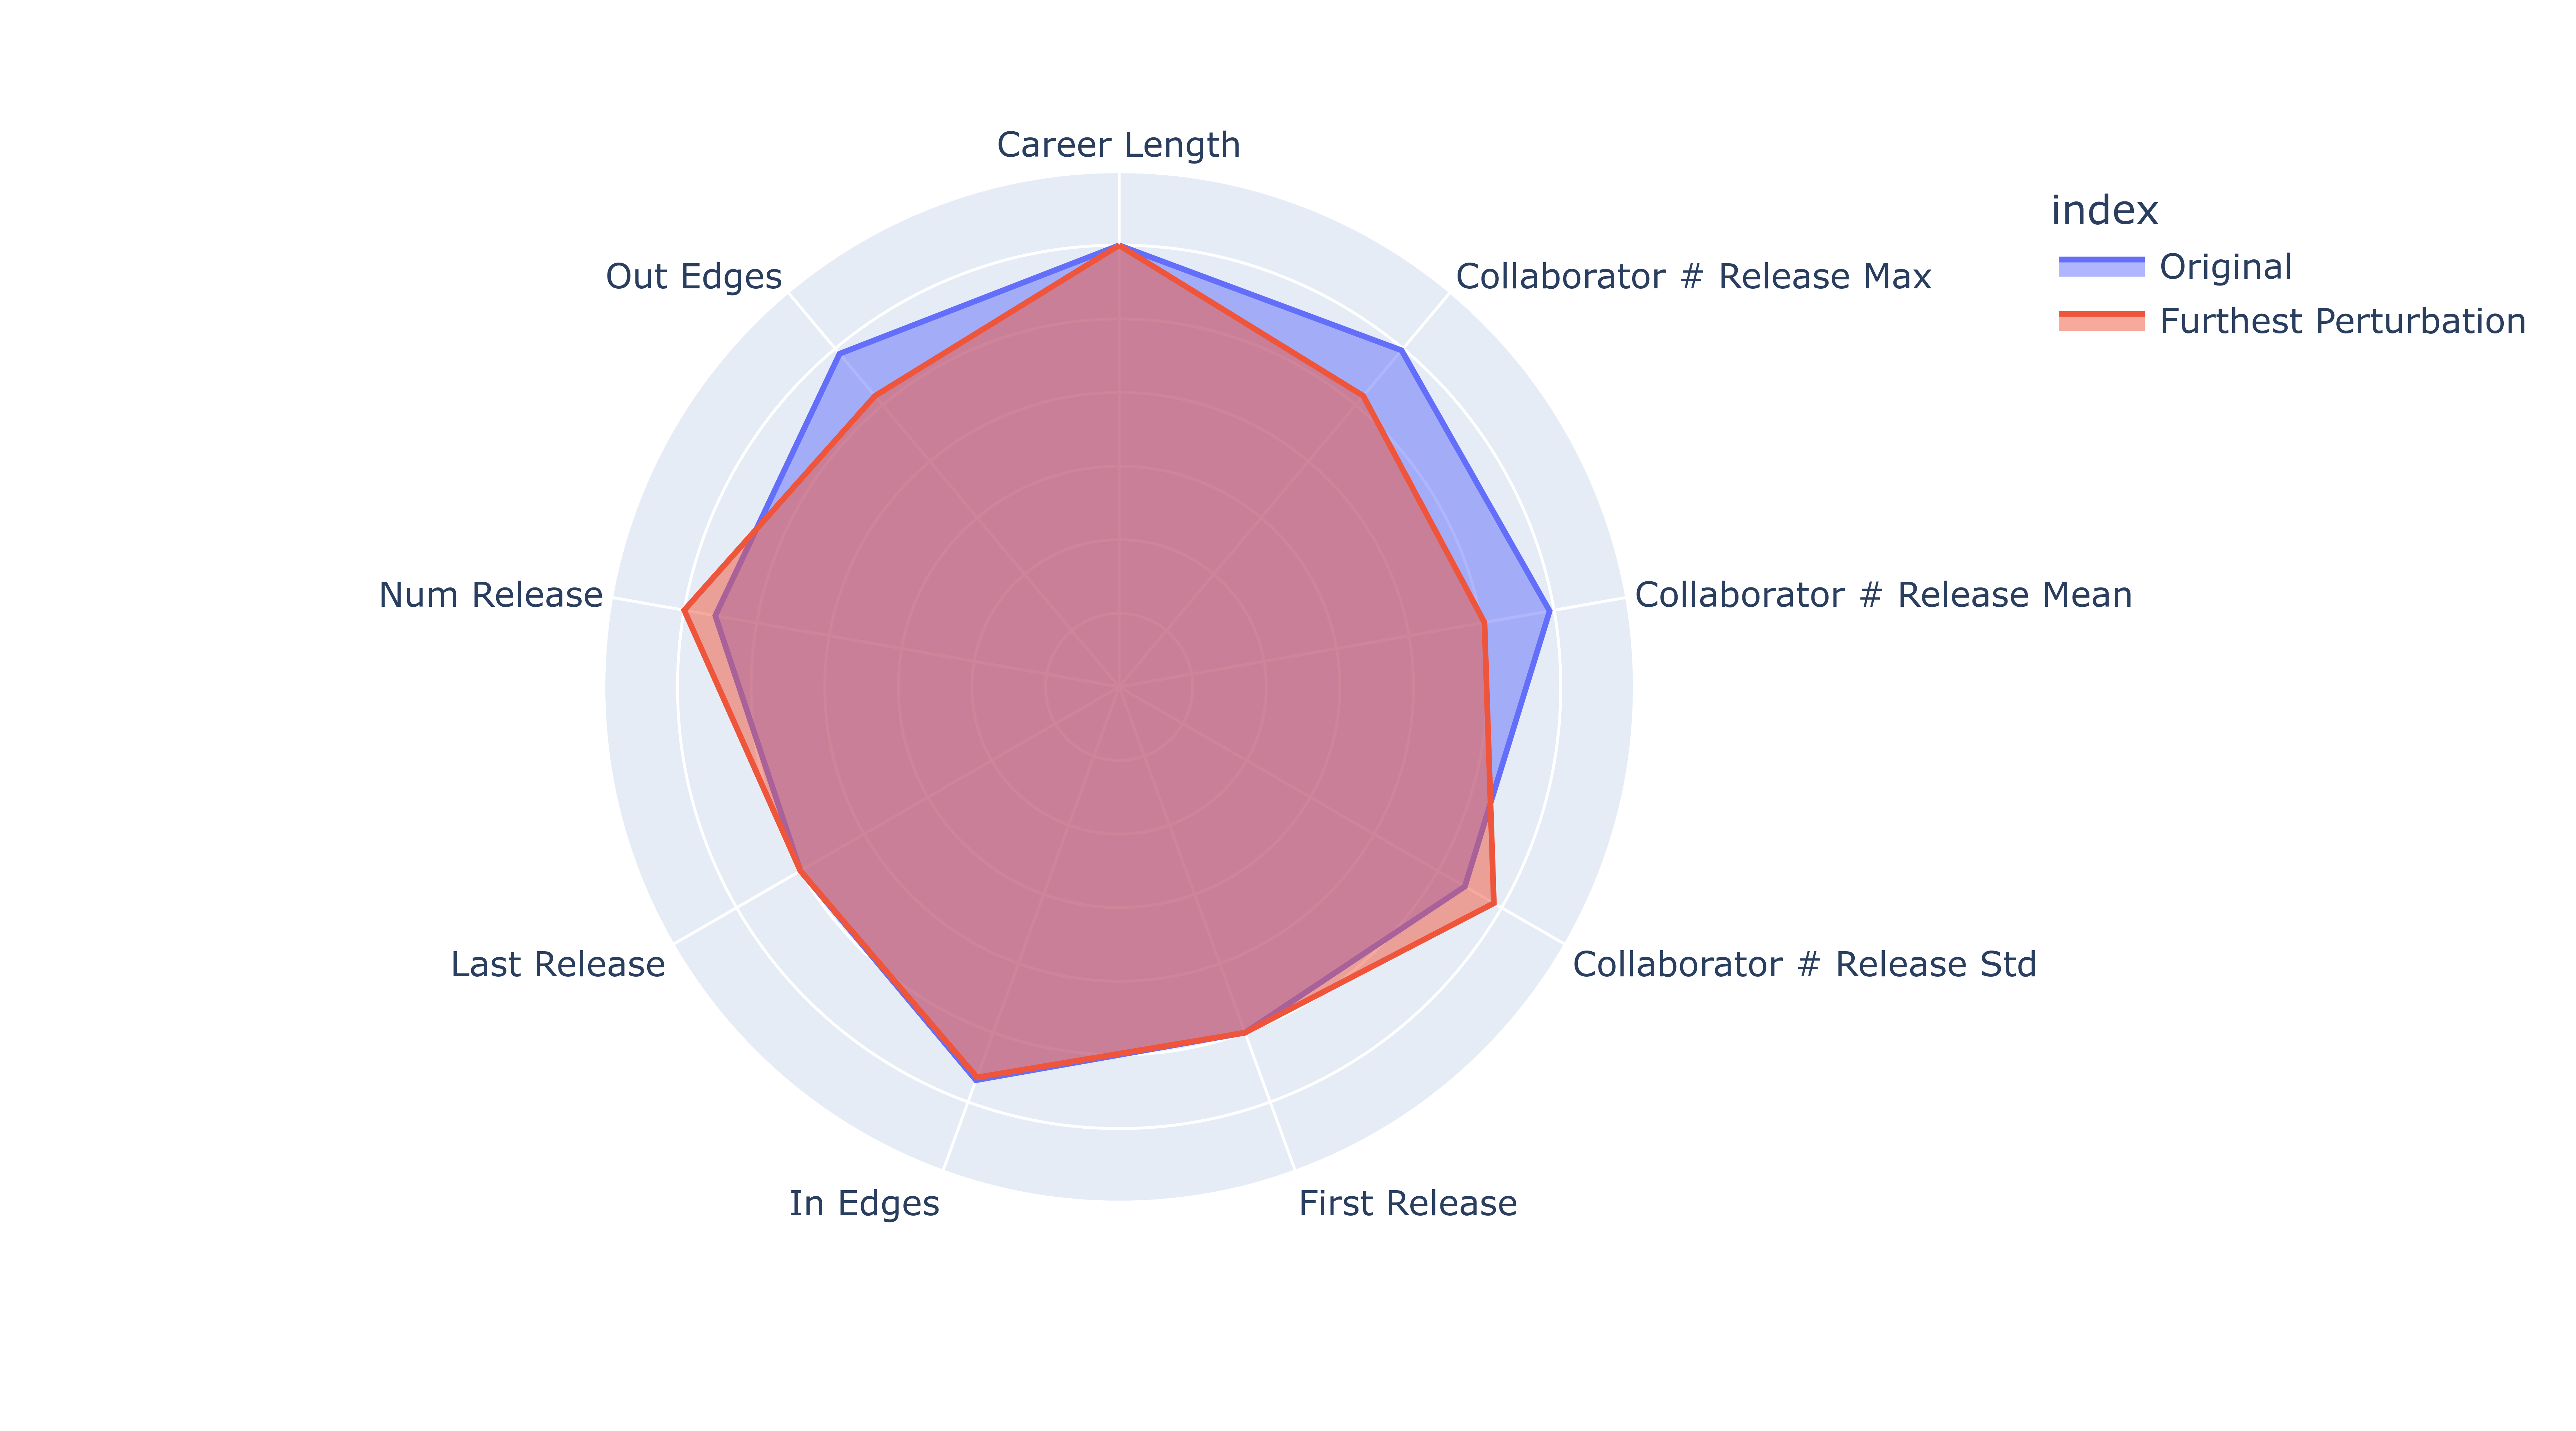 Career Length
Out Edges
Collaborator # Release Max
Num Release
Collaborator # Release Mean
Last Release
Collaborator # Release Std
In Edges
First Release
index
Original
Furthest Perturbation